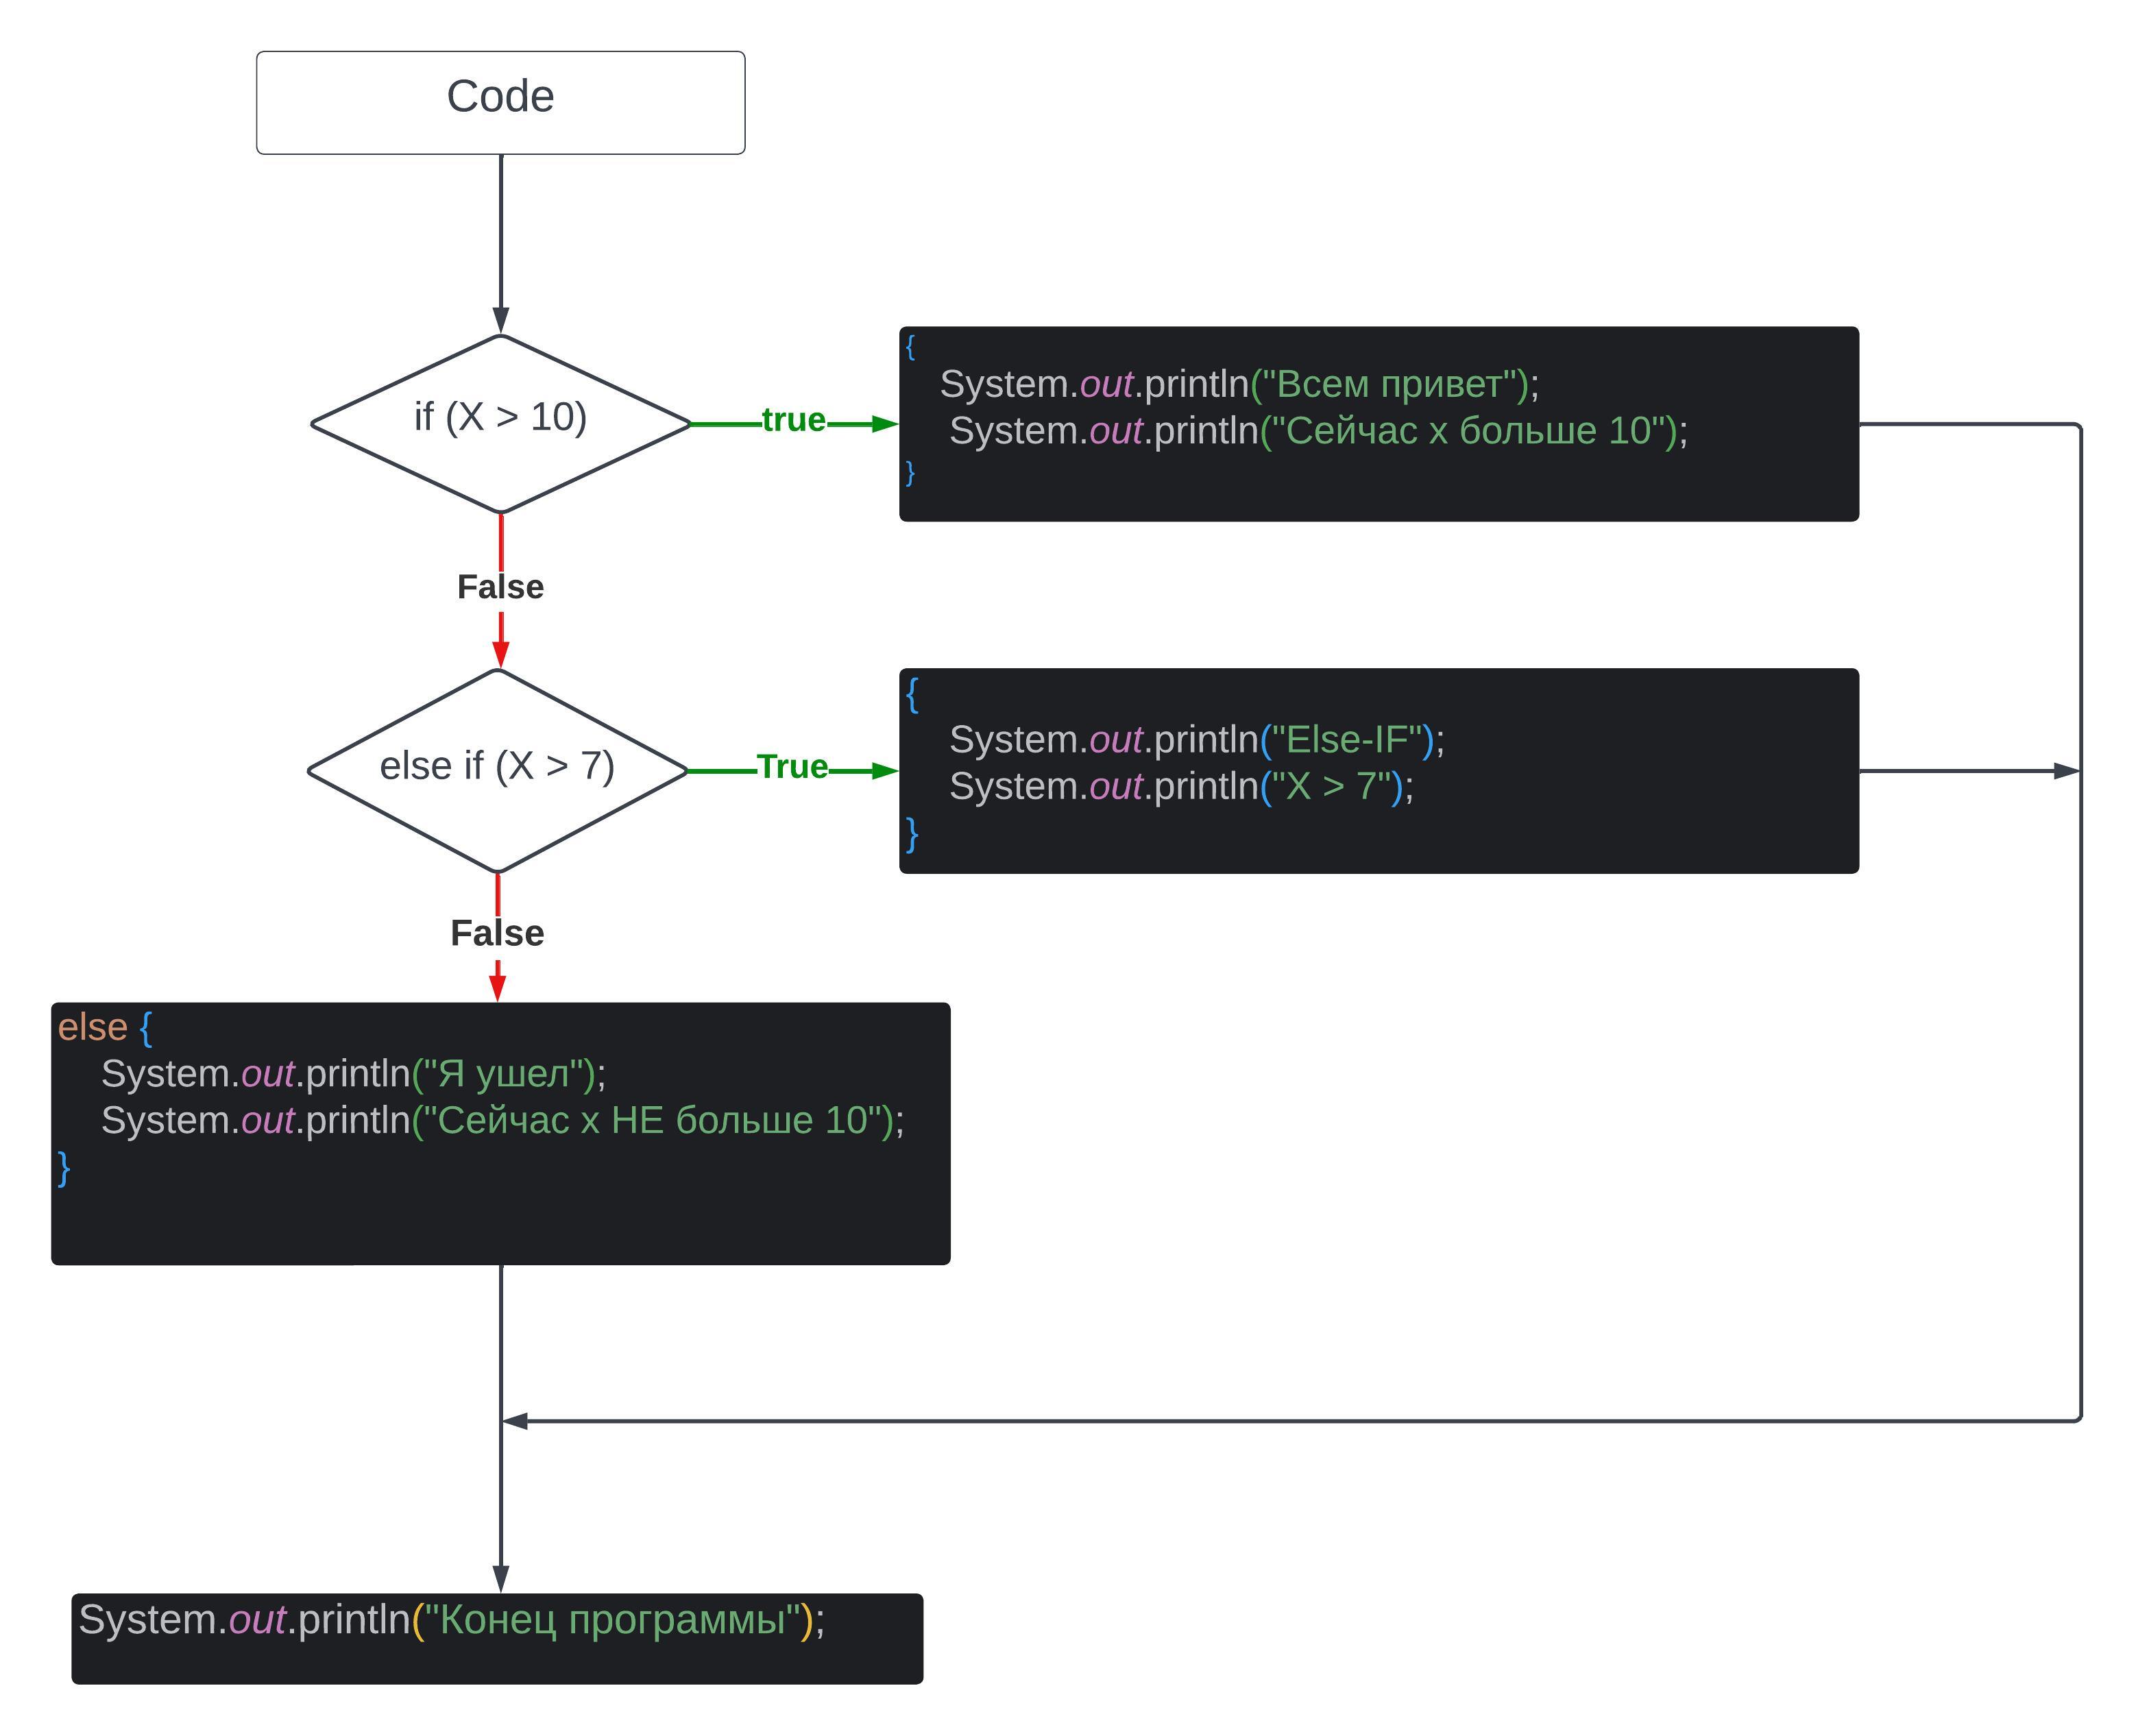 Code
if (X > 10)
true
{
System.out.println("Всем привет");
System.out.println("Сейчас х больше 10");
}
False
else if (X > 7)
True
{
System.out.println("Else-IF");
System.out.println("X > 7");
}
False
else {
System.out.println("Я ушел");
System.out.println("Сейчас х НЕ больше 10");
}
System.out.println("Конец программы");